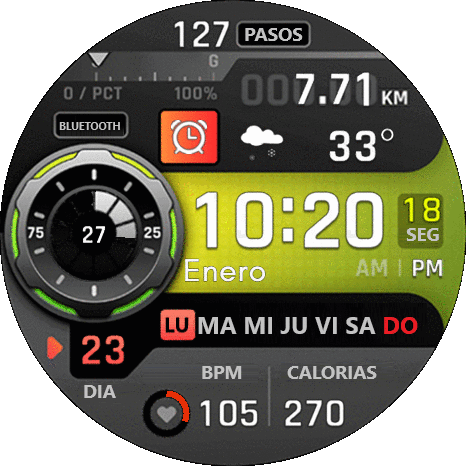 127 PASOS
G
0 / PCT 100%
7.71 KM
BLUETOOTH
33°
10:20 18 SEG
75 27 25
Enero AM | PM
LU MA MI JU VI SA DO
23
DIA
BPM CALORIAS
105 270